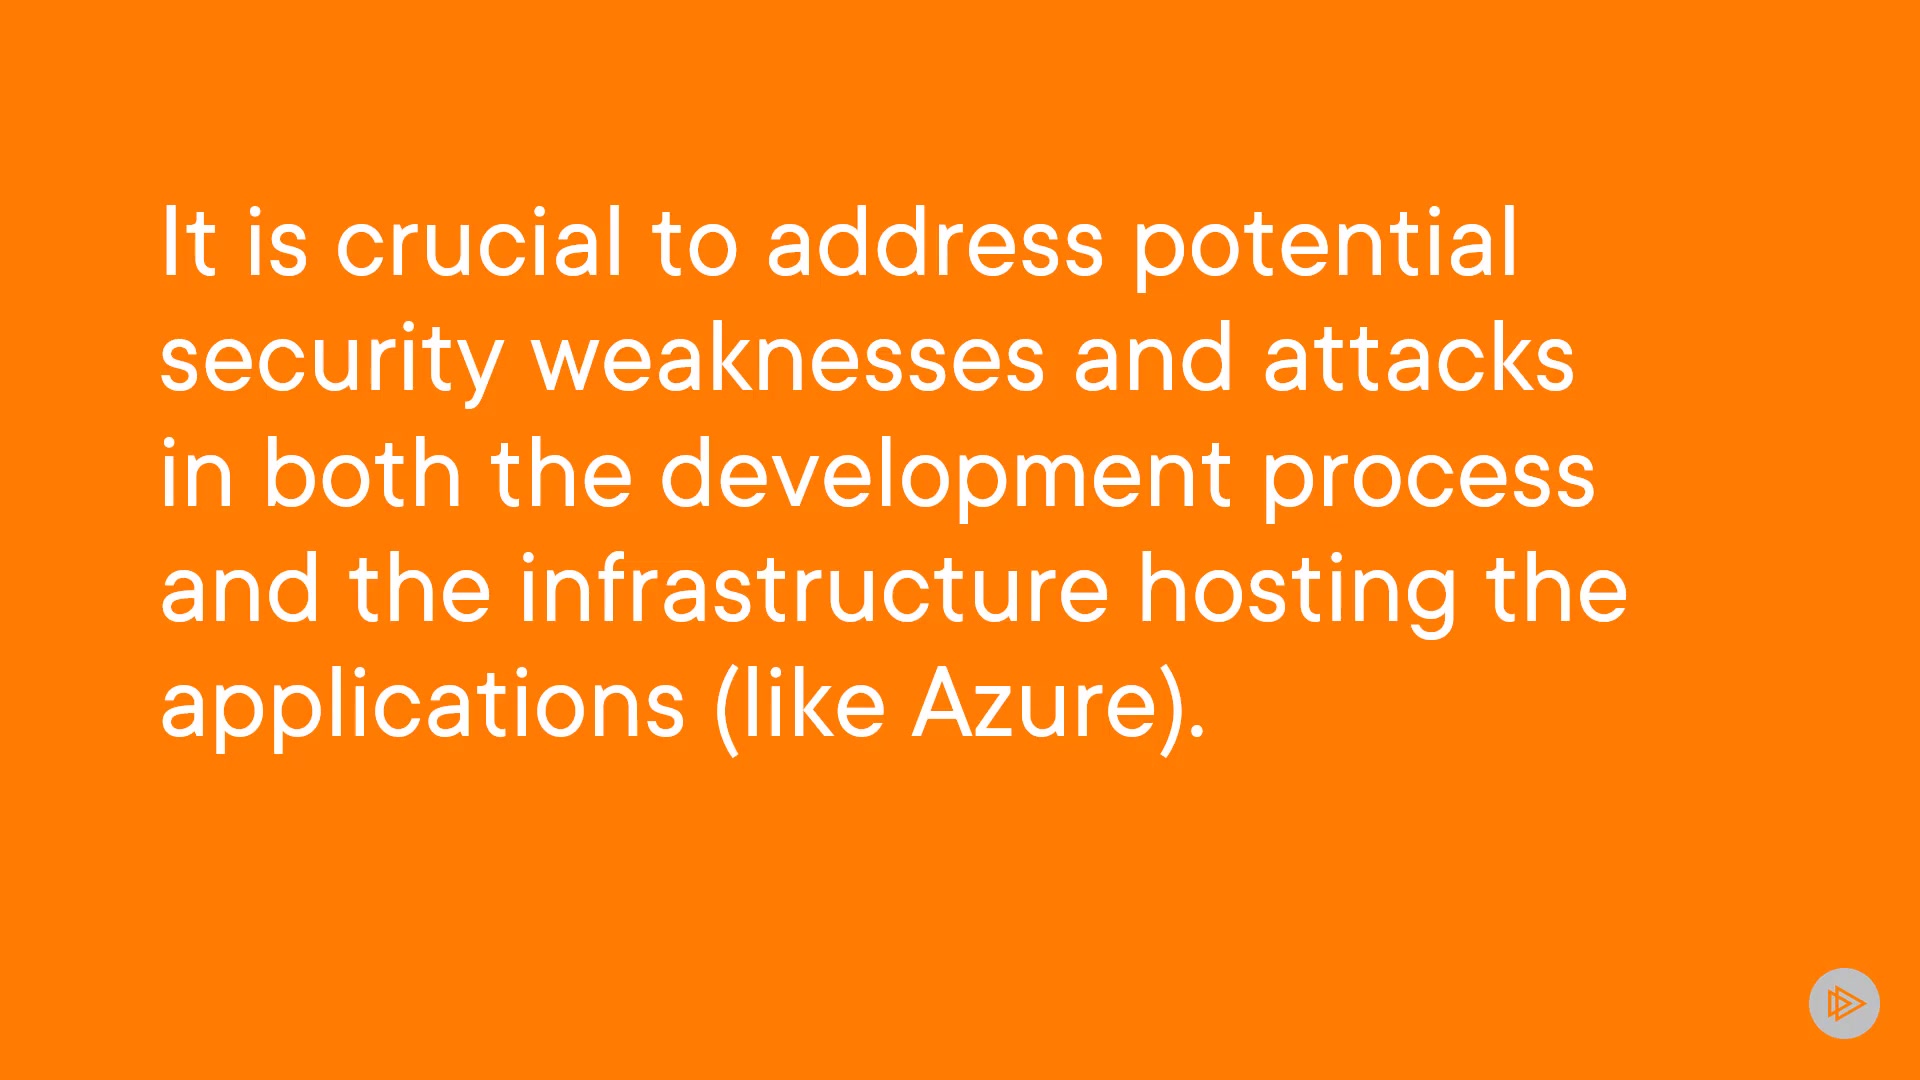 It is crucial to address potential
security weaknesses and attacks
in both the development process
and the infrastructure hosting the
applications (like Azure).